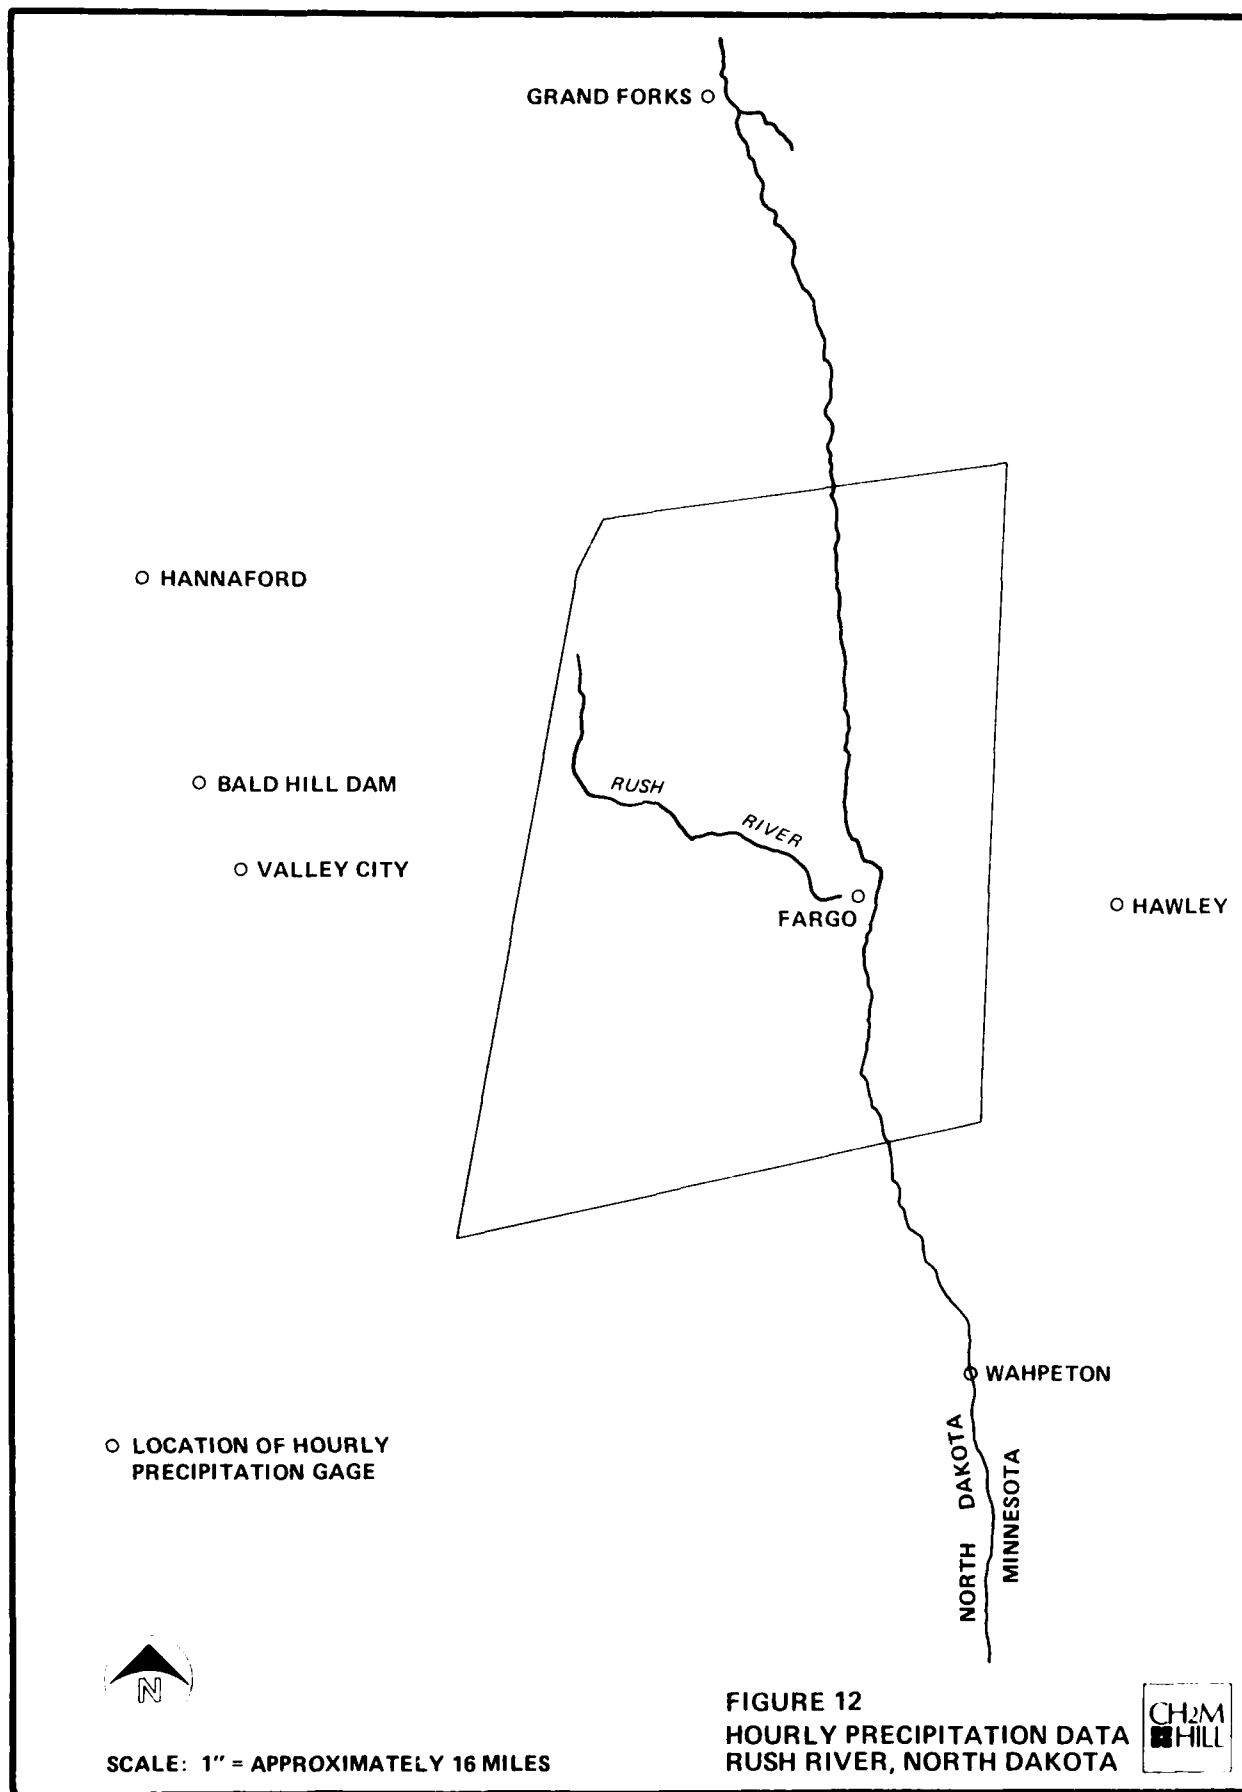 GRAND FORKS
HANNAFORD
BALD HILL DAM
RUSH
RIVER
VALLEY CITY
FARGO
HAWLEY
WAHPETON
NORTH DAKOTA
MINNESOTA
LOCATION OF HOURLY
PRECIPITATION GAGE
N
SCALE: 1" = APPROXIMATELY 16 MILES
FIGURE 12
HOURLY PRECIPITATION DATA
RUSH RIVER, NORTH DAKOTA
CH2M
HILL